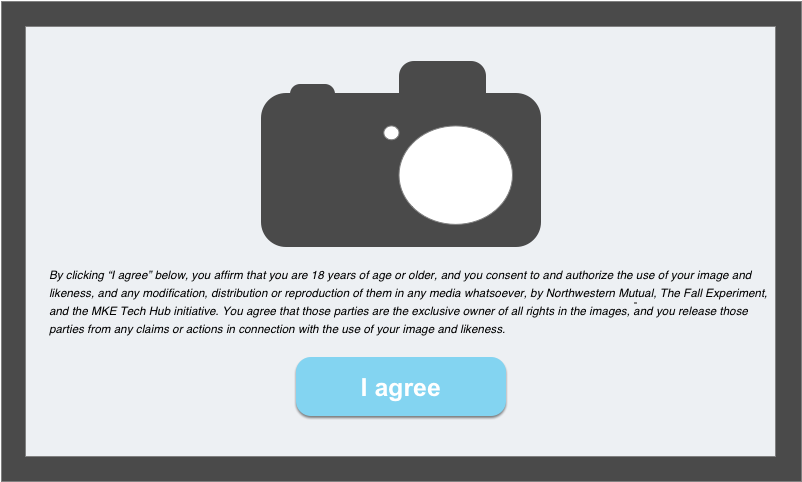 By clicking “I agree” below, you affirm that you are 18 years of age or older, and you consent to and authorize the use of your image and
likeness, and any modification, distribution or reproduction of them in any media whatsoever, by Northwestern Mutual, The Fall Experiment,
and the MKE Tech Hub initiative. You agree that those parties are the exclusive owner of all rights in the images, and you release those
parties from any claims or actions in connection with the use of your image and likeness.
I agree